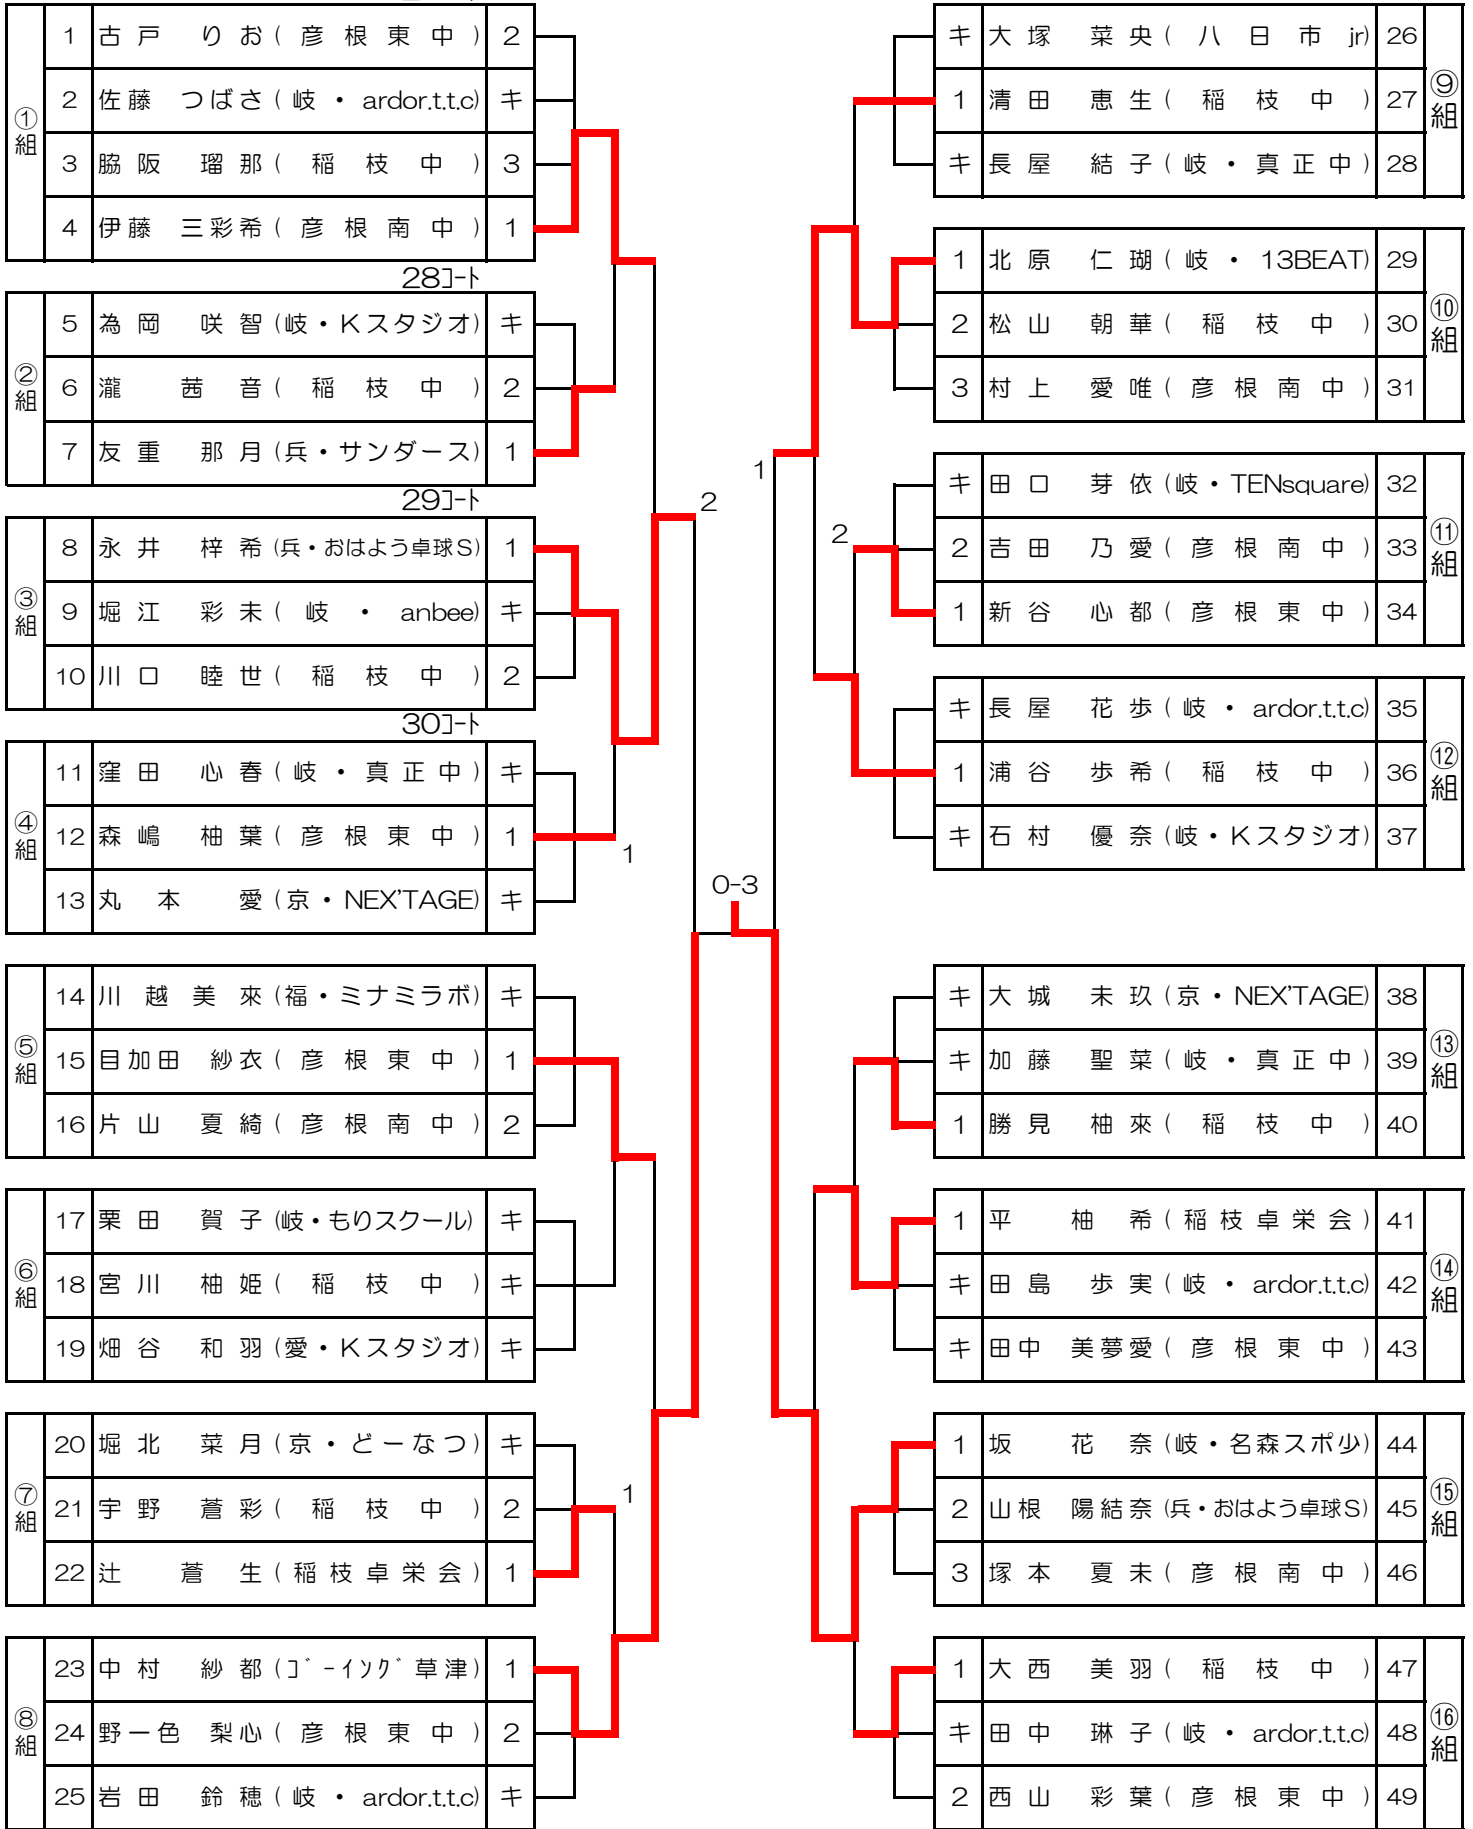 ①組
1 古戸 りお(彦根東中) 2
2 佐藤 つばさ(岐・ardor.t.t.c) キ
3 脇阪 瑠那(稲枝中) 3
4 伊藤 三彩希(彦根南中) 1
28コート
②組
5 為岡 咲智(岐・Kスタジオ) キ
6 瀧 茜音(稲枝中) 2
7 友重 那月(兵・サンダース) 1
29コート
③組
8 永井 梓希(兵・おはよう卓球S) 1
9 堀江 彩未(岐・anbee) キ
10 川口 睦世(稲枝中) 2
30コート
④組
11 窪田 心春(岐・真正中) キ
12 森嶋 柚葉(彦根東中) 1
13 丸本 愛(京・NEX'TAGE) キ
⑤組
14 川越 美來(福・ミナミラボ) キ
15 目加田 紗衣(彦根東中) 1
16 片山 夏綺(彦根南中) 2
⑥組
17 栗田 賀子(岐・もりスクール) キ
18 宮川 柚姫(稲枝中) キ
19 畑谷 和羽(愛・Kスタジオ) キ
⑦組
20 堀北 菜月(京・どーなつ) キ
21 宇野 蒼彩(稲枝中) 2
22 辻 蒼生(稲枝卓栄会) 1
⑧組
23 中村 紗都(ゴーイング草津) 1
24 野一色 梨心(彦根東中) 2
25 岩田 鈴穂(岐・ardor.t.t.c) キ
2
1
1
0-3
1
2
キ 大塚 菜央(八日市jr) 26
1 清田 恵生(稲枝中) 27
キ 長屋 結子(岐・真正中) 28
⑨組
1 北原 仁瑚(岐・13BEAT) 29
2 松山 朝華(稲枝中) 30
3 村上 愛唯(彦根南中) 31
⑩組
キ 田口 芽依(岐・TENsquare) 32
2 吉田 乃愛(彦根南中) 33
1 新谷 心都(彦根東中) 34
⑪組
キ 長屋 花歩(岐・ardor.t.t.c) 35
1 浦谷 歩希(稲枝中) 36
キ 石村 優奈(岐・Kスタジオ) 37
⑫組
キ 大城 未玖(京・NEX'TAGE) 38
キ 加藤 聖菜(岐・真正中) 39
1 勝見 柚來(稲枝中) 40
⑬組
1 平 柚希(稲枝卓栄会) 41
キ 田島 歩実(岐・ardor.t.t.c) 42
キ 田中 美夢愛(彦根東中) 43
⑭組
1 坂 花奈(岐・名森スポ少) 44
2 山根 陽結奈(兵・おはよう卓球S) 45
3 塚本 夏未(彦根南中) 46
⑮組
1 大西 美羽(稲枝中) 47
キ 田中 琳子(岐・ardor.t.t.c) 48
2 西山 彩葉(彦根東中) 49
⑯組